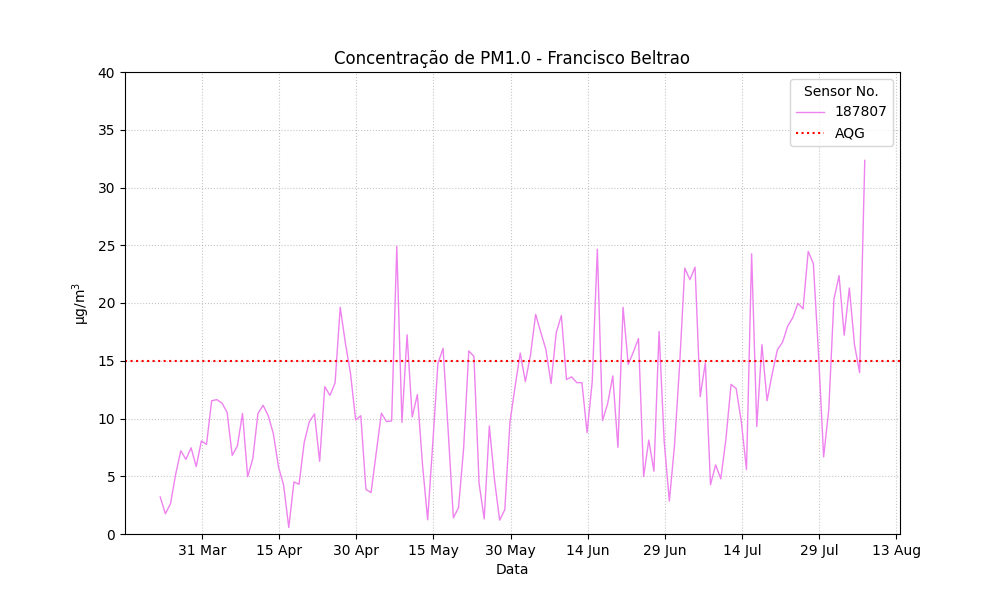 Concentração de PM1.0 - Francisco Beltrao
Sensor No.
187807
AQG
µg/m³
40
35
30
25
20
15
10
5
0
31 Mar 15 Apr 30 Apr 15 May 30 May 14 Jun 29 Jun 14 Jul 29 Jul 13 Aug
Data